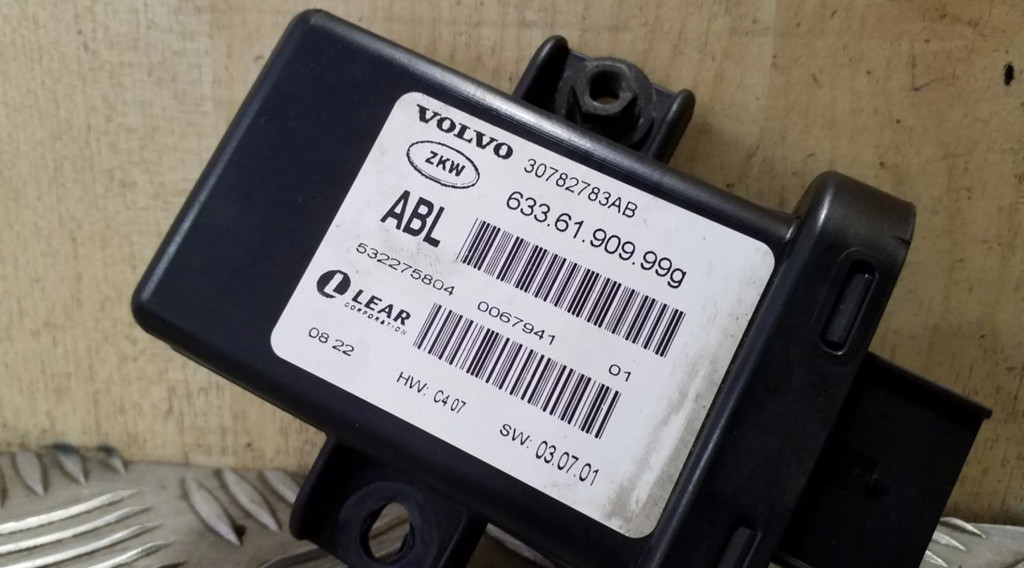 VOLVO 30782783AB
ZKW 633.61.909.99g
ABL
532275804 0067941 01
LEAR
CORPORATION
08 22
HW: C4 07 SW: 03.07.01